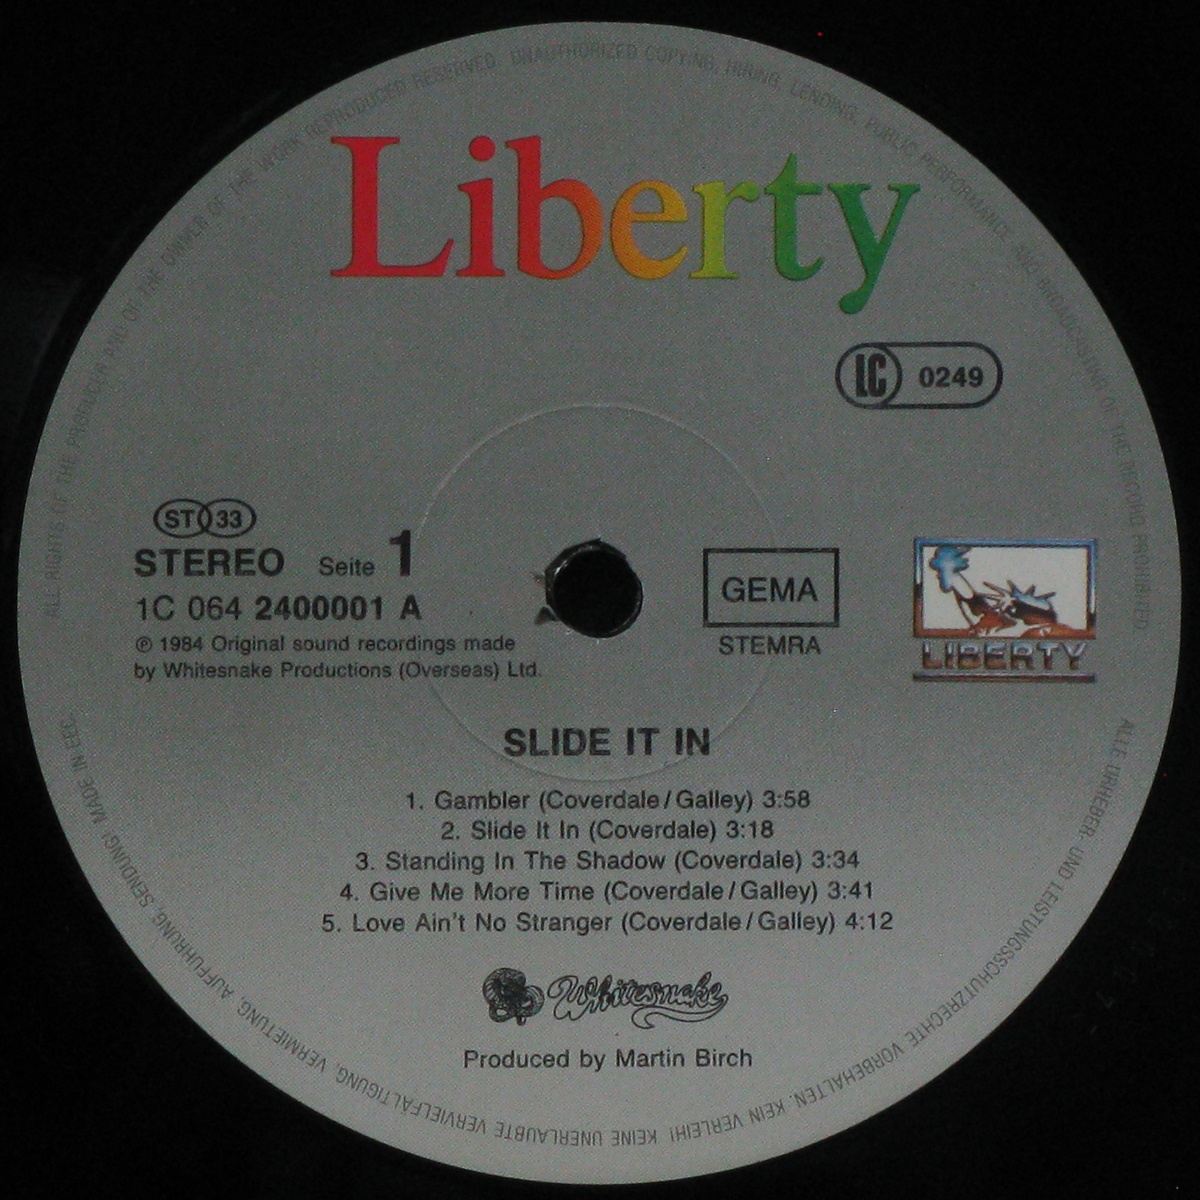 ALL RIGHTS OF THE PRODUCER AND OF THE OWNER OF THE WORK REPRODUCED RESERVED. UNAUTHORIZED COPYING, HIRING, LENDING, PUBLIC PERFORMANCE AND BROADCASTING OF THE RECORD PROHIBITED.
Liberty
LC 0249
ST 33
STEREO Seite 1
1C 064 2400001 A
℗ 1984 Original sound recordings made
by Whitesnake Productions (Overseas) Ltd.
GEMA
STEMRA
LIBERTY
SLIDE IT IN
1. Gambler (Coverdale/Galley) 3:58
2. Slide It In (Coverdale) 3:18
3. Standing In The Shadow (Coverdale) 3:34
4. Give Me More Time (Coverdale/Galley) 3:41
5. Love Ain't No Stranger (Coverdale/Galley) 4:12
Whitesnake
Produced by Martin Birch
ALLE URHEBER- UND LEISTUNGSSCHUTZRECHTE VORBEHALTEN. KEIN VERLEIH! KEINE UNERLAUBTE VERVIELFÄLTIGUNG, VERMIETUNG, AUFFÜHRUNG, SENDUNG! MADE IN EEC.